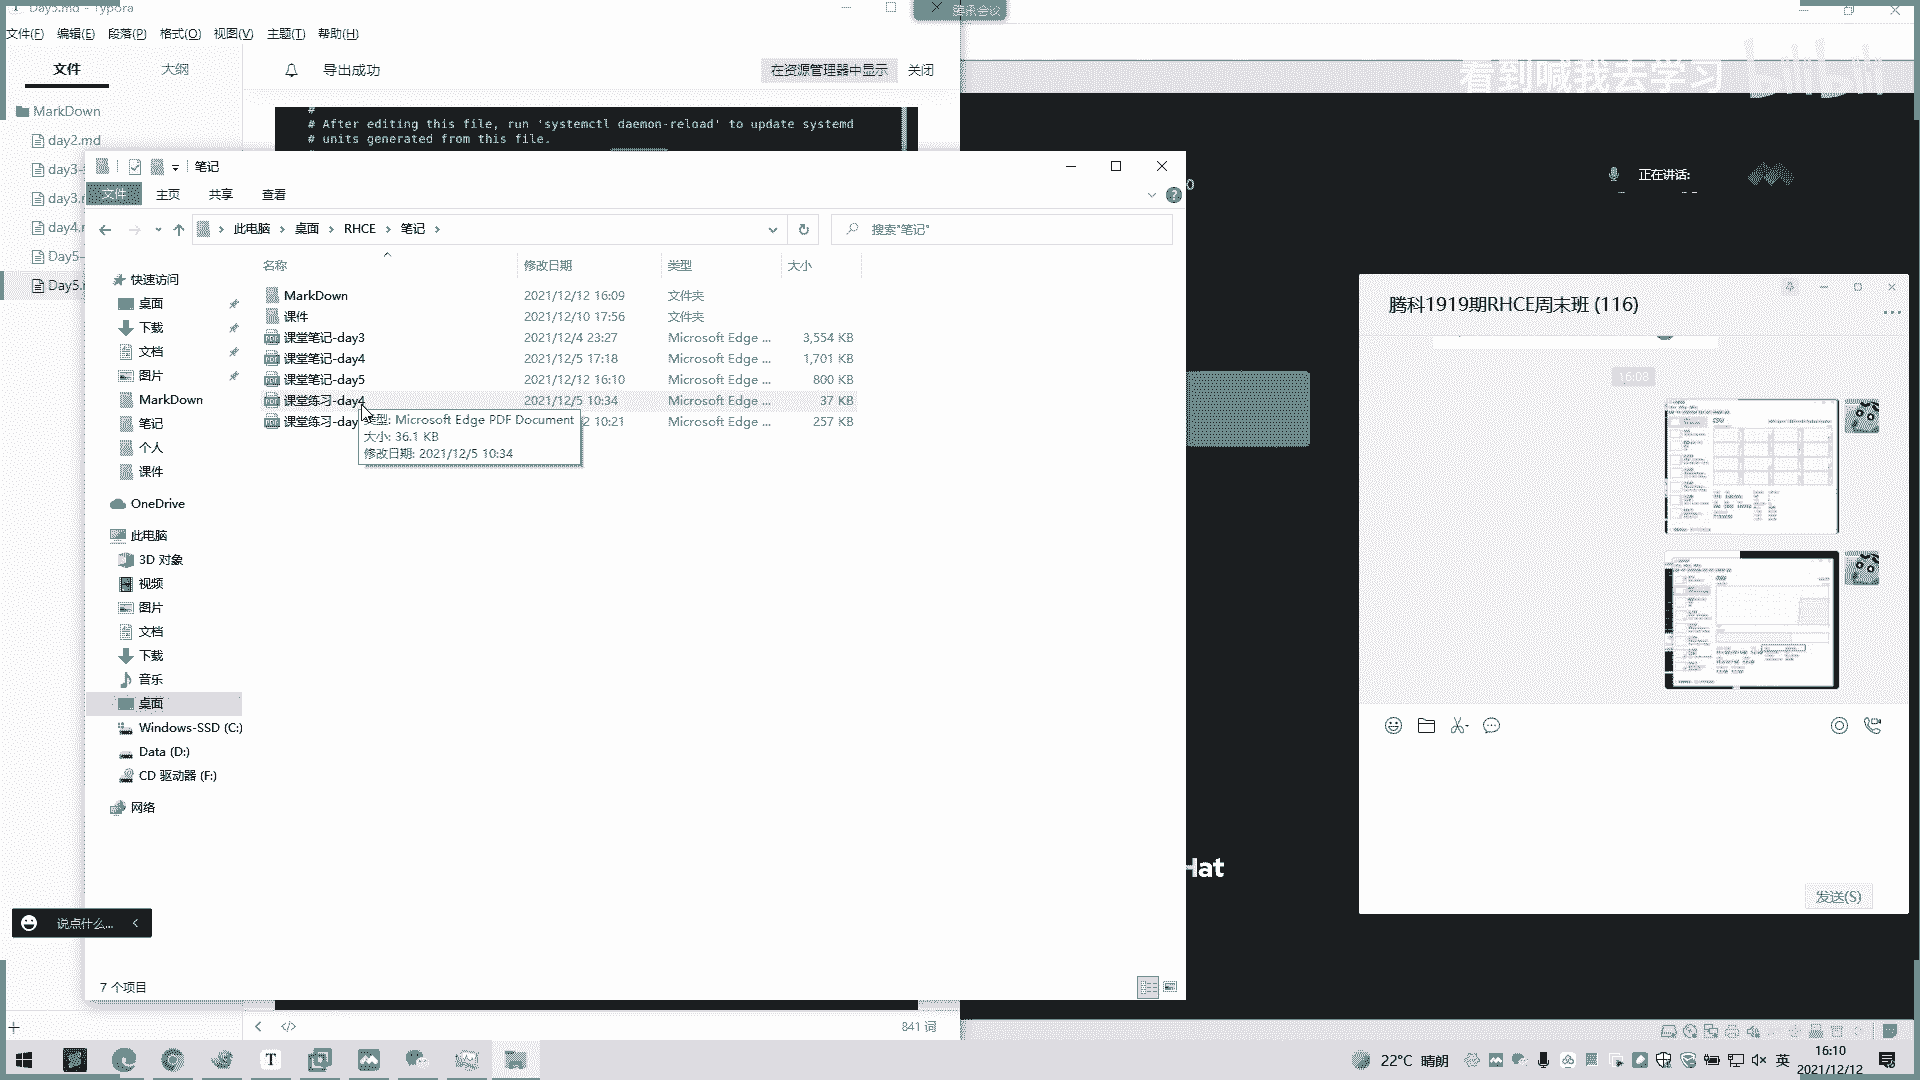 Day5.md - Typora
腾讯会议
文件(F) 编辑(E) 段落(P) 格式(O) 视图(V) 主题(T) 帮助(H)
文件 大纲
导出成功 在资源管理器中显示 关闭
看到喊我去学习 bilibili
MarkDown
day2.md
day4.
Day5-
Day5.
#
# After editing this file, run 'systemctl daemon-reload' to update systemd
# units generated from this file.
正在讲话:
笔记
文件 主页 共享 查看
此电脑 桌面 RHCE 笔记
搜索"笔记"
名称 修改日期 类型 大小
MarkDown 2021/12/12 16:09 文件夹
课件 2021/12/10 17:56 文件夹
课堂笔记-day3 2021/12/4 23:27 Microsoft Edge ... 3,554 KB
课堂笔记-day4 2021/12/5 17:18 Microsoft Edge ... 1,701 KB
课堂笔记-day5 2021/12/12 16:10 Microsoft Edge ... 800 KB
课堂练习-day4 2021/12/5 10:34 Microsoft Edge ... 37 KB
课堂练习-day 2 10:21 Microsoft Edge ... 257 KB
类型: Microsoft Edge PDF Document
大小: 36.1 KB
修改日期: 2021/12/5 10:34
快速访问
桌面
下载
文档
图片
MarkDown
笔记
个人
课件
OneDrive
此电脑
3D 对象
视频
图片
文档
下载
音乐
桌面
Windows-SSD (C:)
Data (D:)
CD 驱动器 (F:)
网络
7 个项目
腾科1919期RHCE周末班 (116)
16:08
发送(S)
Hat
说点什么...
841 词
22°C 晴朗
英
16:10
2021/12/12